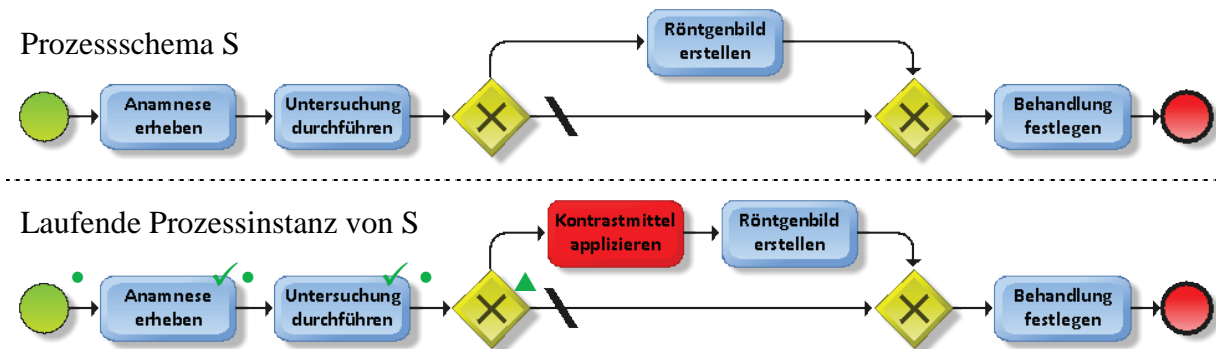 Prozessschema S
Röntgenbild
erstellen
Anamnese
erheben
Untersuchung
durchführen
Behandlung
festlegen
Laufende Prozessinstanz von S
Kontrastmittel
applizieren
Röntgenbild
erstellen
Anamnese
erheben
Untersuchung
durchführen
Behandlung
festlegen